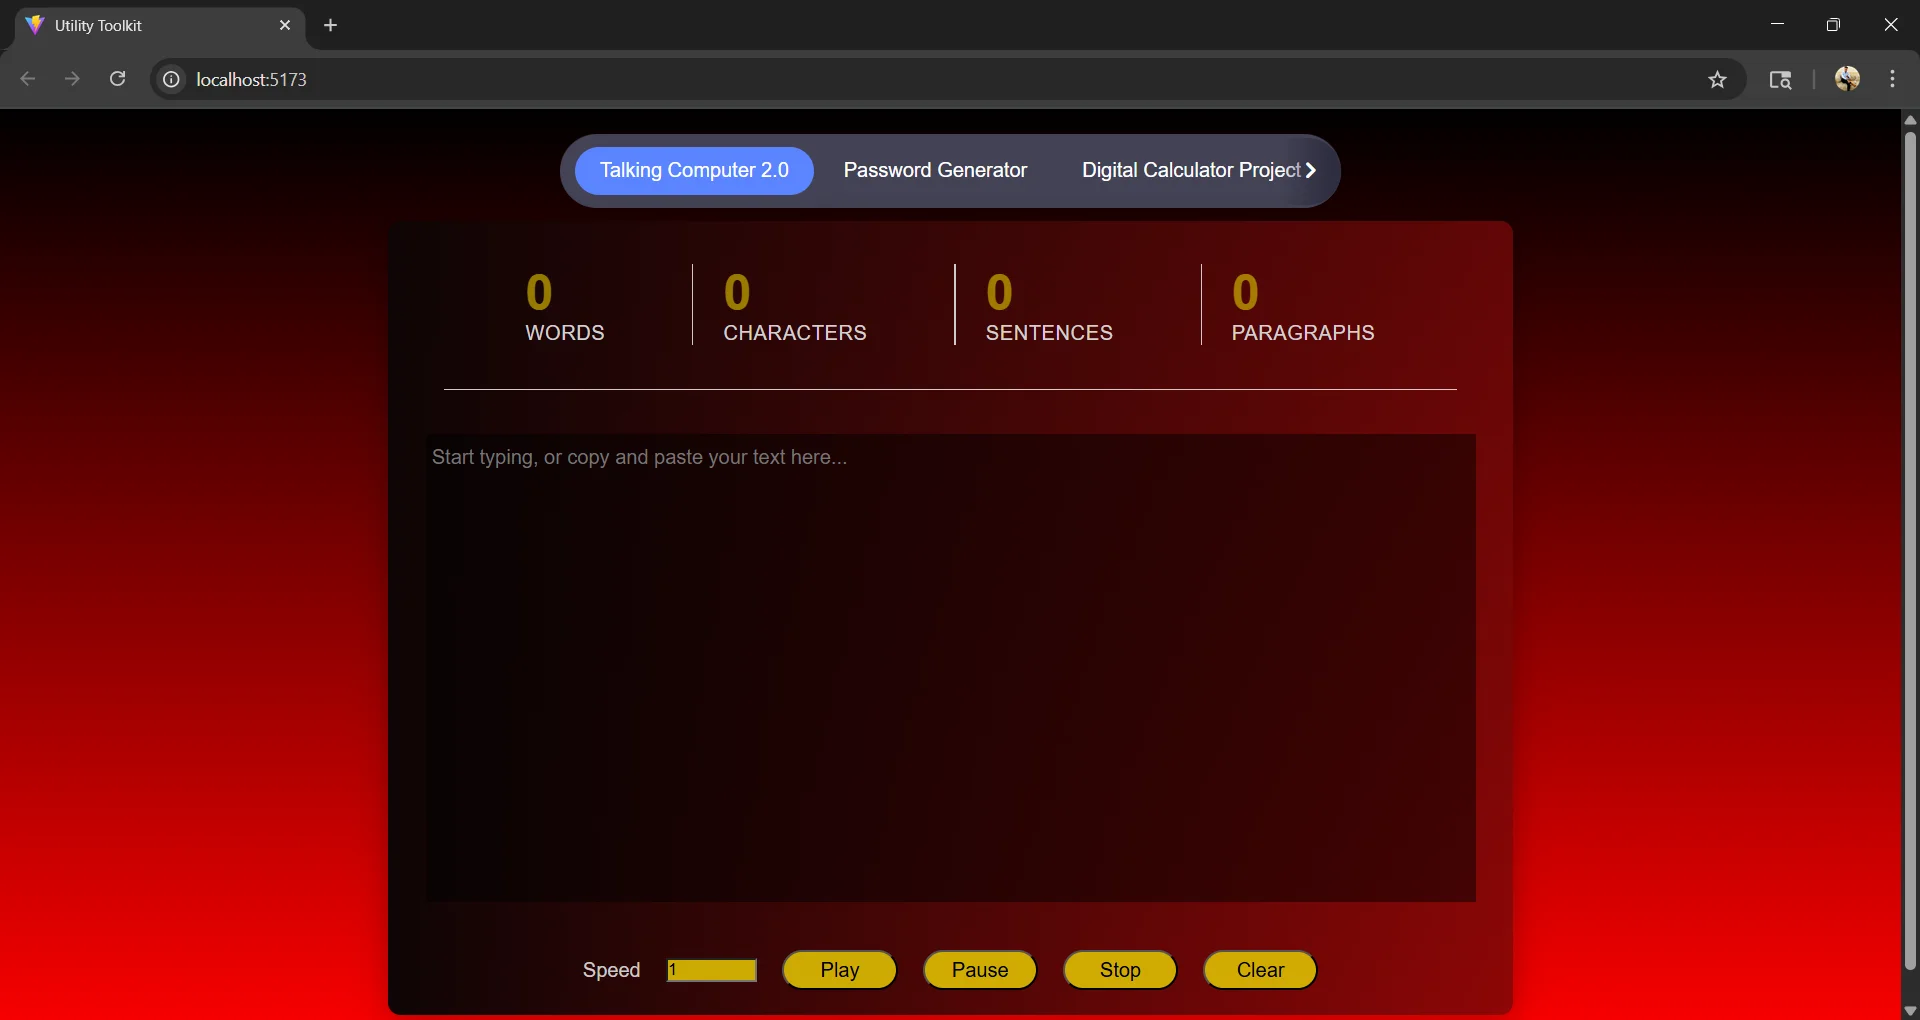 Utility Toolkit
localhost:5173
Talking Computer 2.0 Password Generator Digital Calculator Project
0 0 0 0
WORDS CHARACTERS SENTENCES PARAGRAPHS
Start typing, or copy and paste your text here...
Speed 1 Play Pause Stop Clear